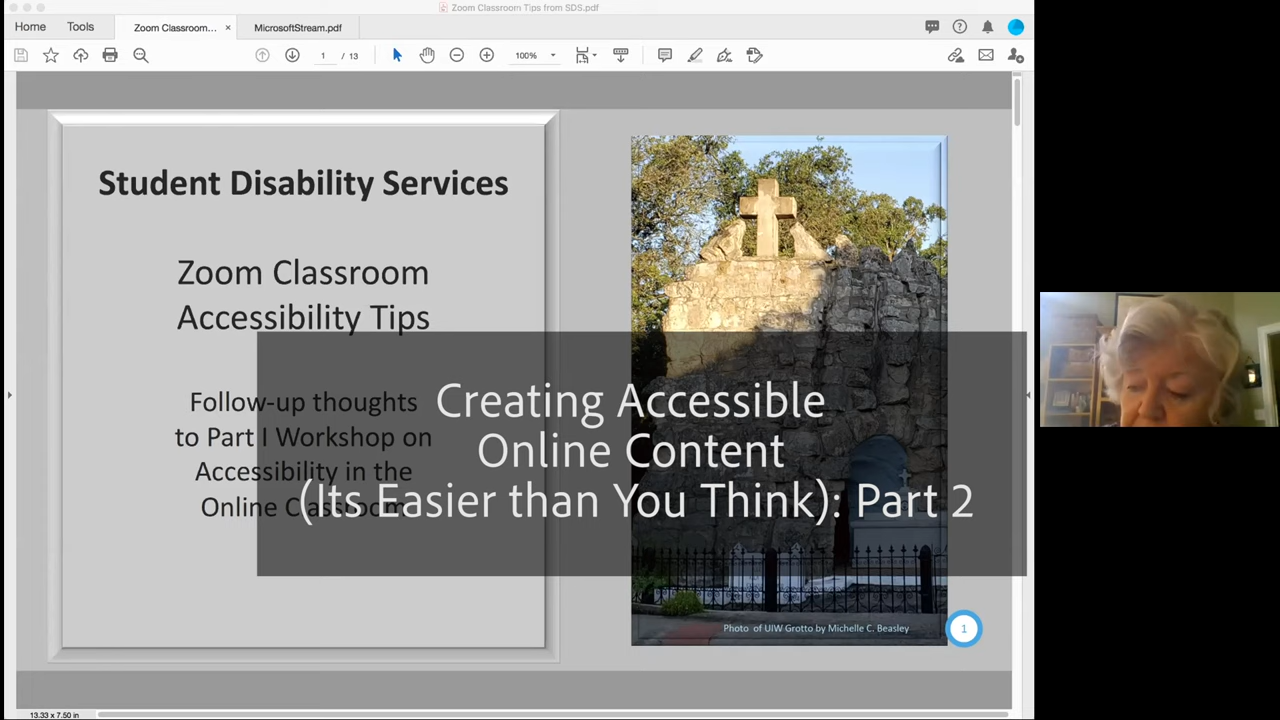 Zoom Classroom Tips from SDS.pdf
Home
Tools
Zoom Classroom...
×
MicrosoftStream.pdf
1 / 13
100%
Student Disability Services
Zoom Classroom
Accessibility Tips
Follow-up thoughts
to Part I Workshop on
Accessibility in the
Online Classroom
Creating Accessible
Online Content
(Its Easier than You Think): Part 2
Photo of UIW Grotto by Michelle C. Beasley
1
13.33 x 7.50 in